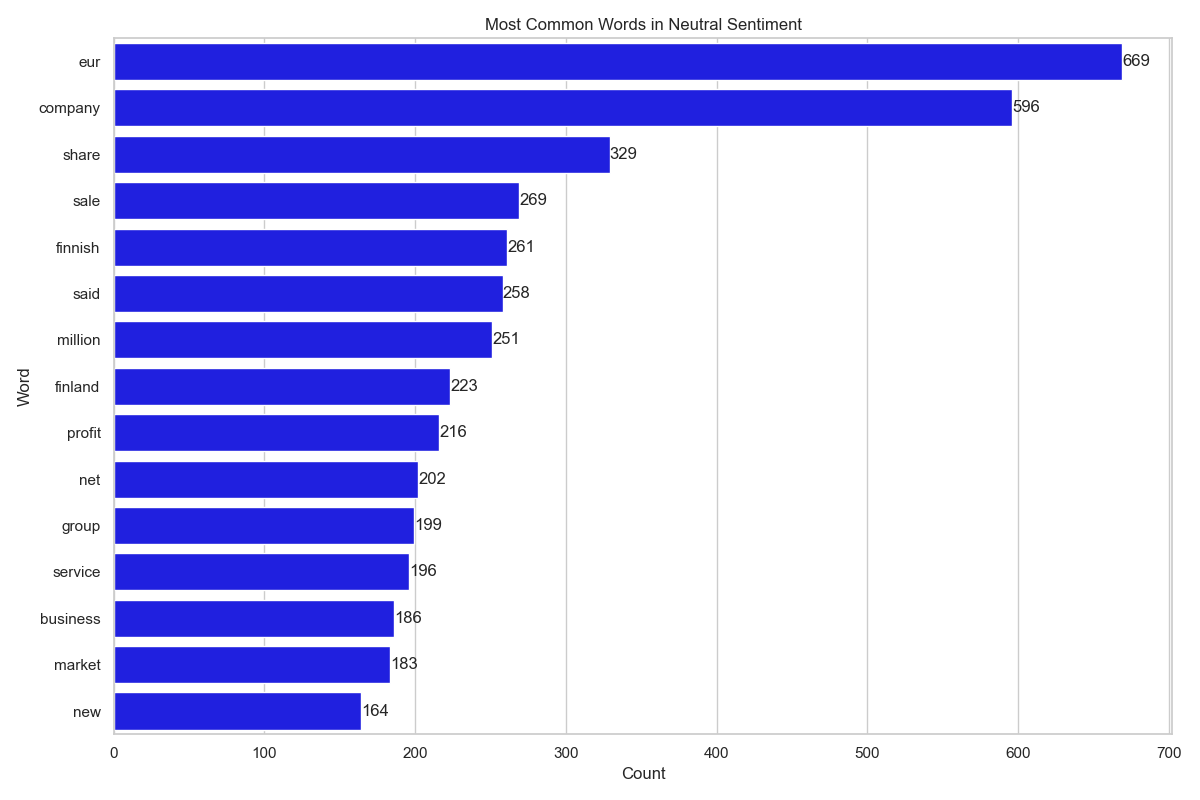 Most Common Words in Neutral Sentiment
eur 669
company 596
share 329
sale 269
finnish 261
said 258
million 251
finland 223
profit 216
net 202
group 199
service 196
business 186
market 183
new 164
Word
0 100 200 300 400 500 600 700
Count